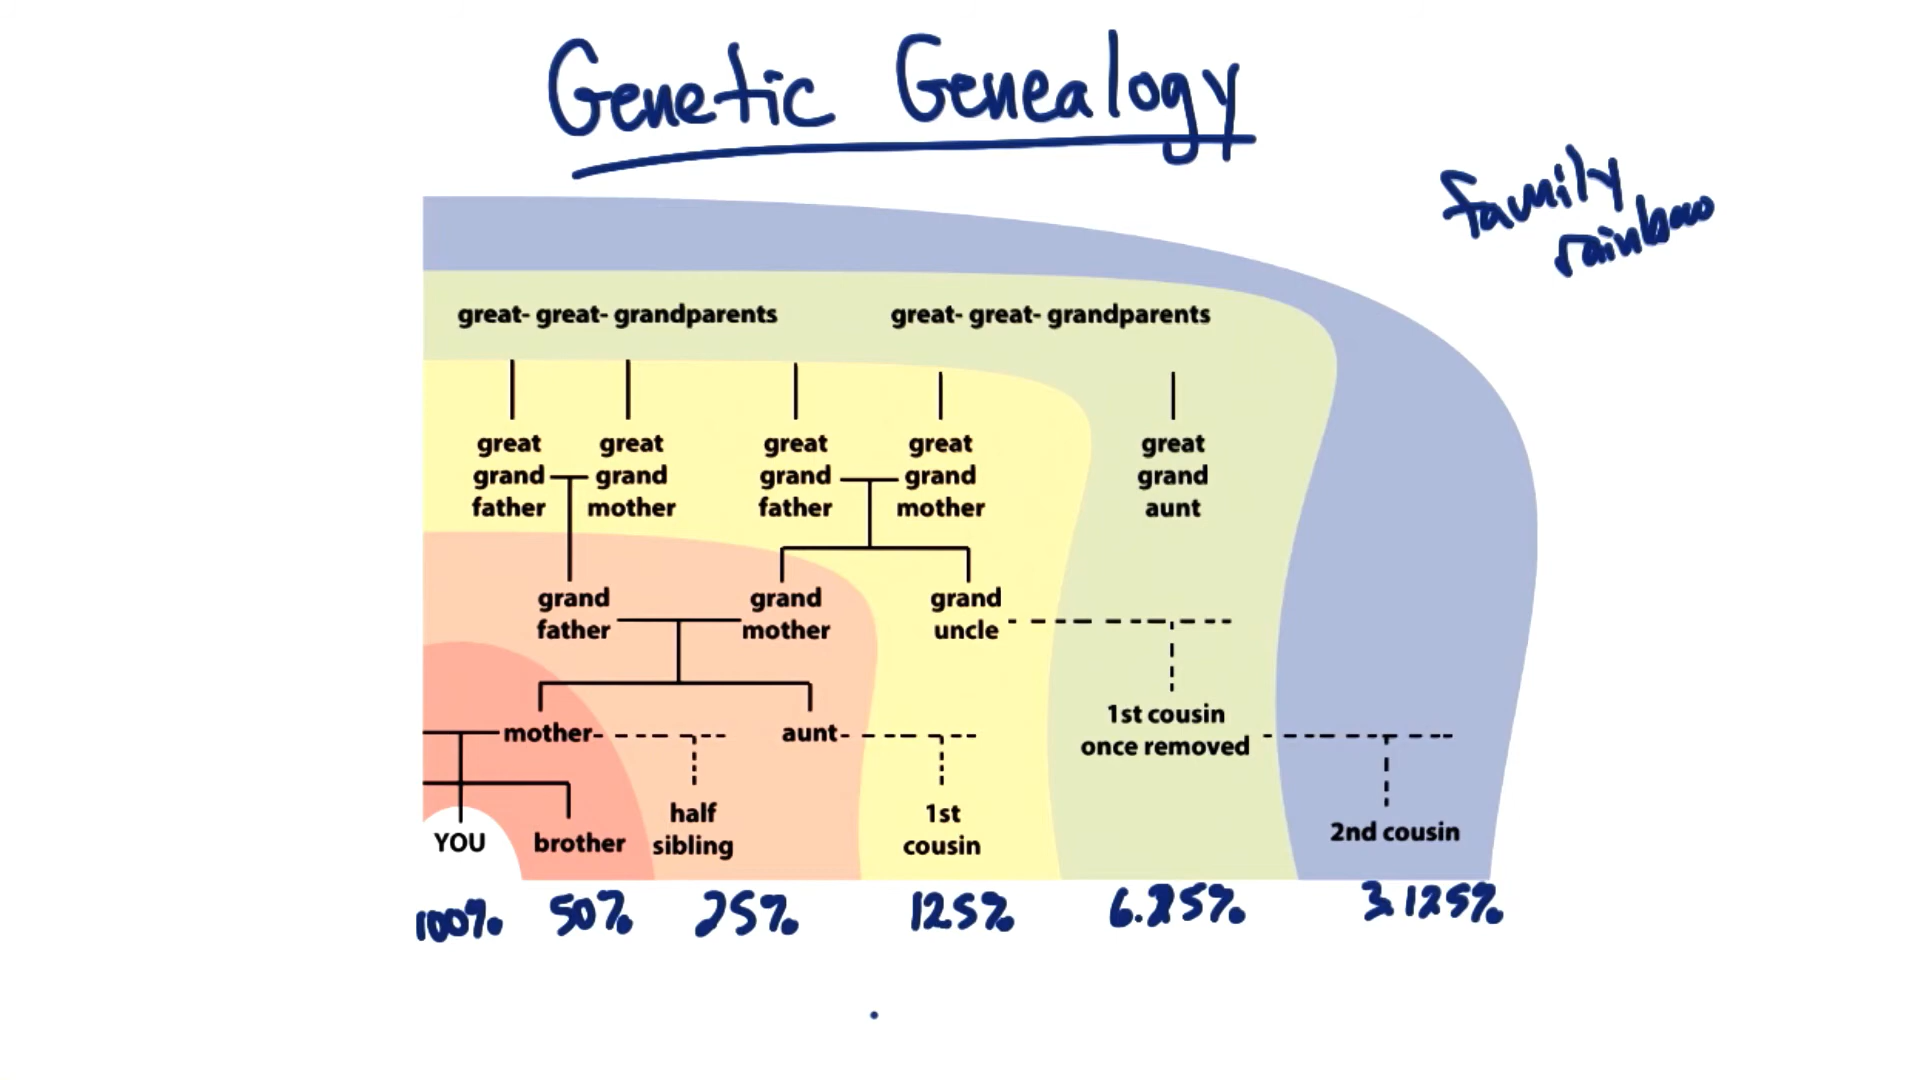 Genetic Genealogy
family
rainbow
great- great- grandparents great- great- grandparents
great great great great great
grand grand grand grand grand
father mother father mother aunt
grand grand grand
father mother uncle
1st cousin
once removed
mother aunt
half 1st
sibling cousin
2nd cousin
YOU brother
100% 50% 25% 12.5% 6.25% 3.125%